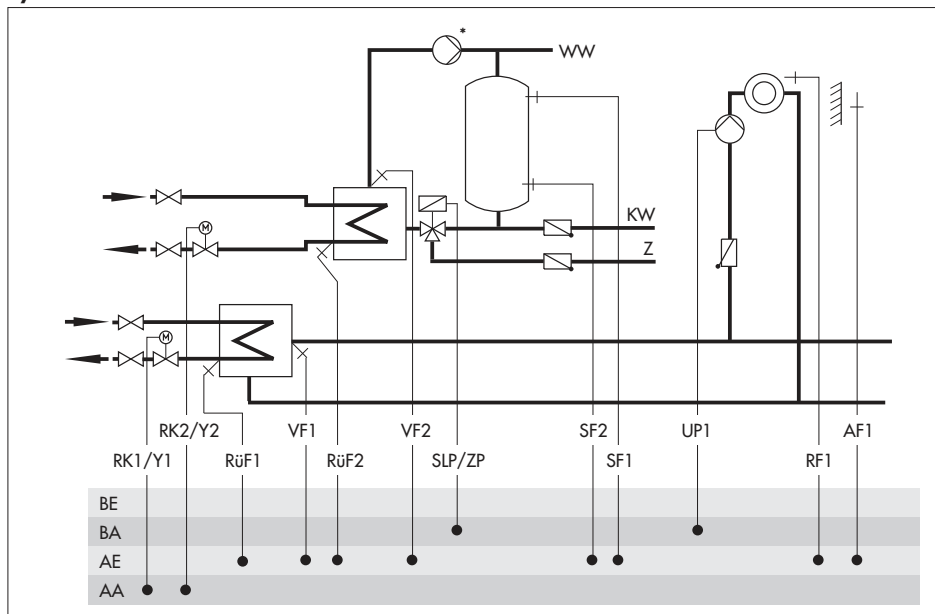 *
WW
KW
Z
M
M
RK2/Y2 VF1 VF2 SF2 UP1 AF1
RK1/Y1 RüF1 RüF2 SLP/ZP SF1 RF1
BE
BA
AE
AA